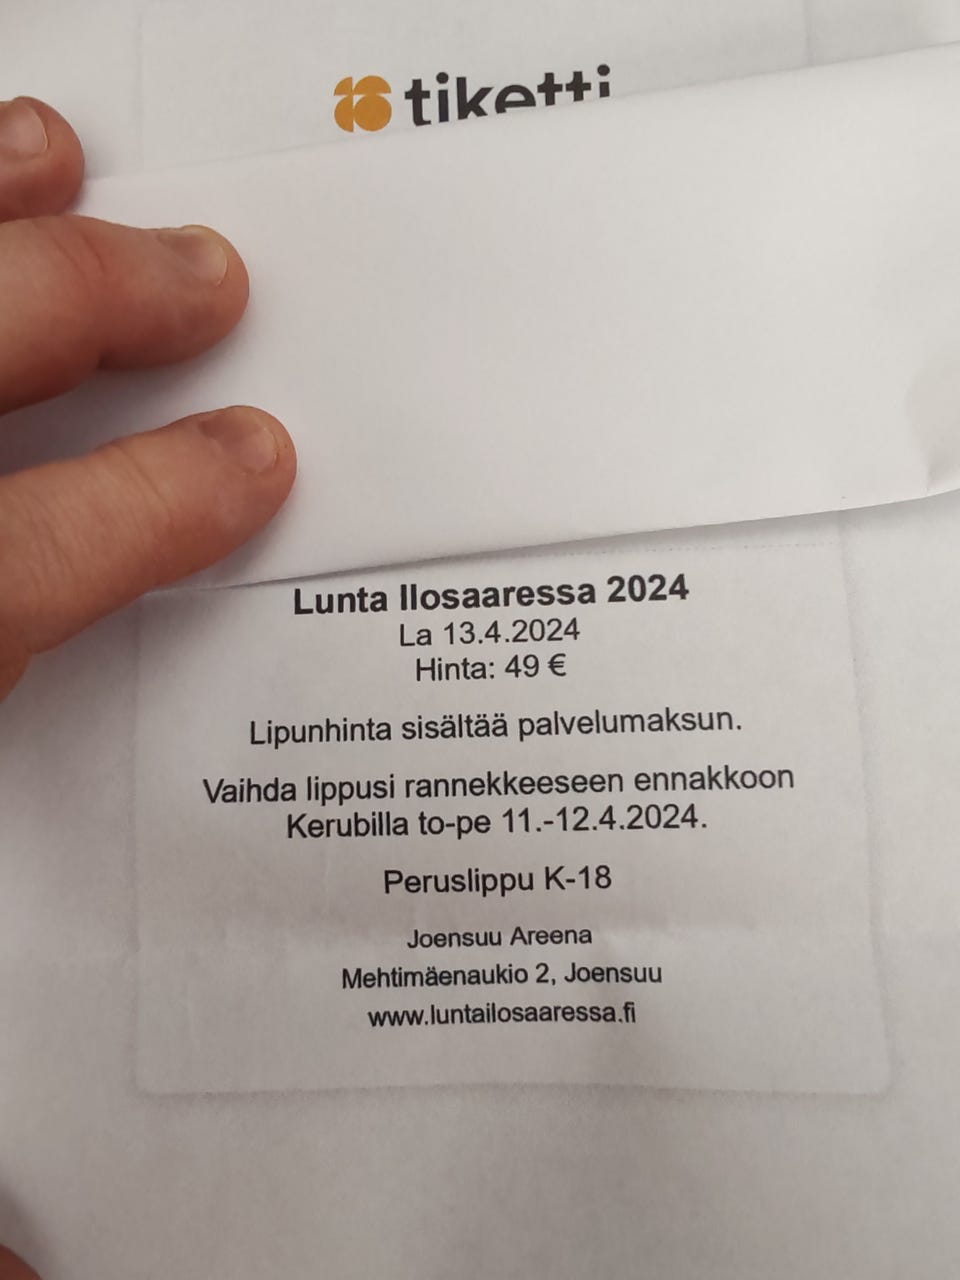 tiketti
Lunta Ilosaaressa 2024
La 13.4.2024
Hinta: 49 €
Lipunhinta sisältää palvelumaksun.
Vaihda lippusi rannekkeeseen ennakkoon
Kerubilla to-pe 11.-12.4.2024.
Peruslippu K-18
Joensuu Areena
Mehtimäenaukio 2, Joensuu
www.luntailosaaressa.fi